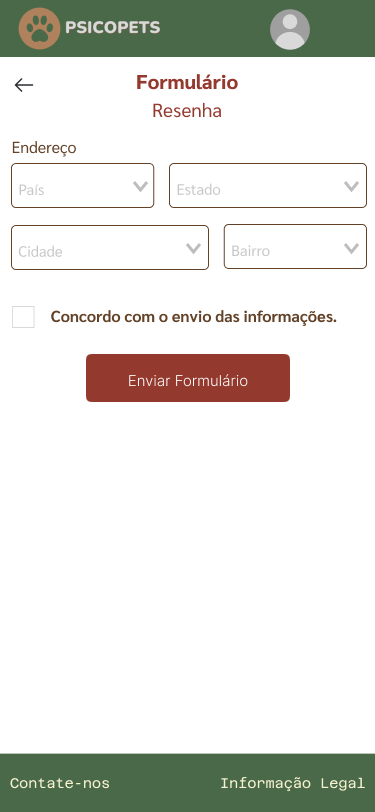 PSICOPETS
Formulário
Resenha
Endereço
País
Estado
Cidade
Bairro
Concordo com o envio das informações.
Enviar Formulário
Contate-nos
Informação Legal